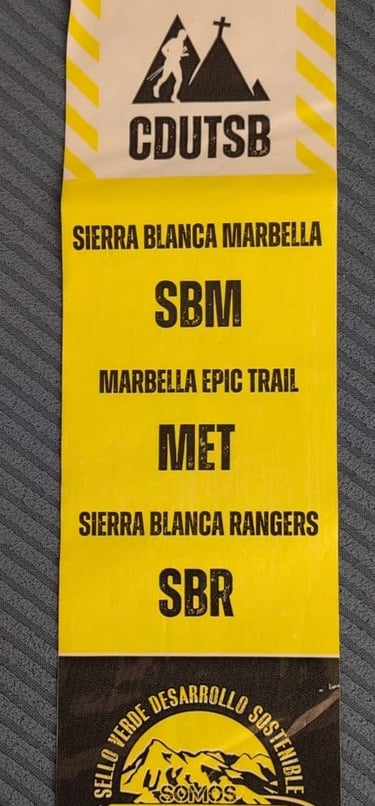 CDUTSB
SIERRA BLANCA MARBELLA
SBM
MARBELLA EPIC TRAIL
MET
SIERRA BLANCA RANGERS
SBR
SELLO VERDE DESARROLLO SOSTENIBLE
SOMOS